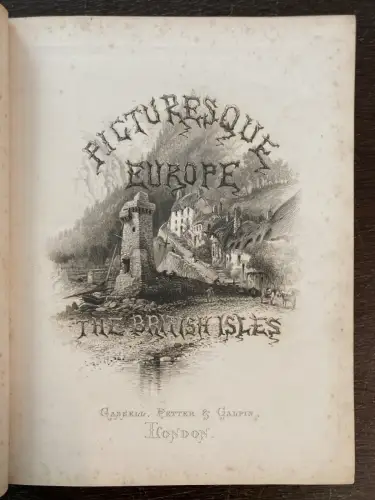 PICTURESQUE
EUROPE
THE BRITISH ISLES
CASSELL, PETTER & GALPIN,
LONDON.